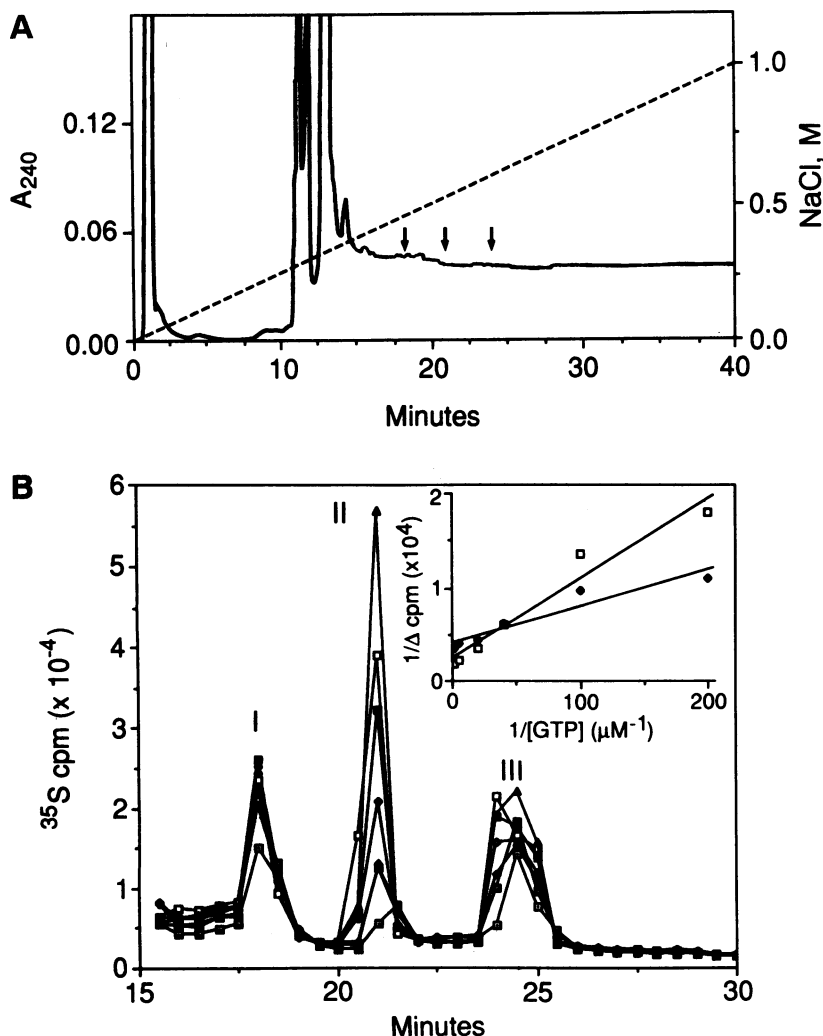 A
A240
0.12
0.06
0.00
1.0
0.5
0.0
NaCl, M
0
10
20
30
40
Minutes
B
35S cpm (x 10-4)
6
5
4
3
2
1
0
I
II
III
15
20
25
30
Minutes
1/Δ cpm (x104)
2
1
0
0
100
200
1/[GTP] (μM-1)